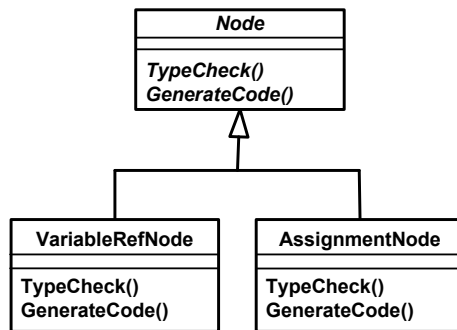 Node
TypeCheck()
GenerateCode()
VariableRefNode
TypeCheck()
GenerateCode()
AssignmentNode
TypeCheck()
GenerateCode()